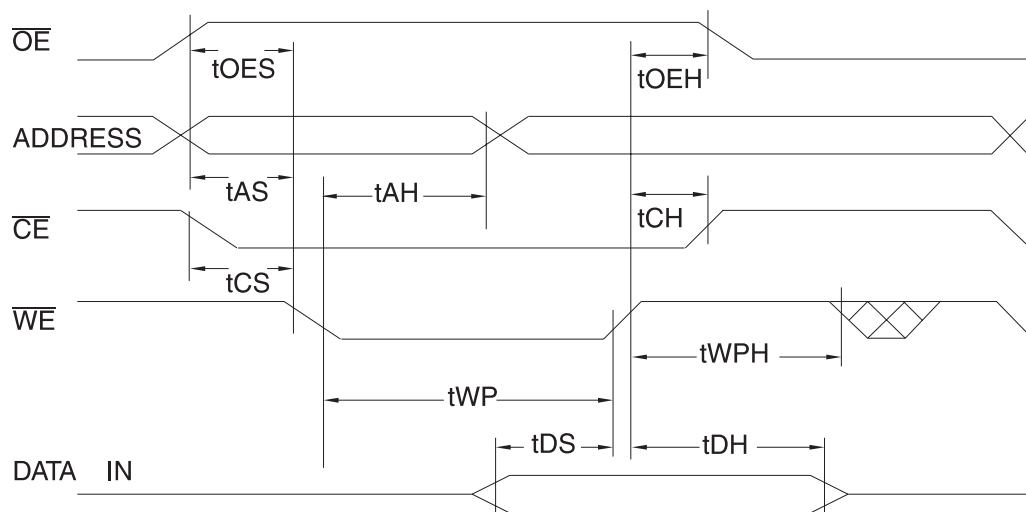 OE
tOES
tOEH
ADDRESS
tAS
tAH
tCH
CE
tCS
WE
tWPH
tWP
tDS
tDH
DATA IN